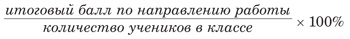 итоговый балл по направлению работы
количество учеников в классе
× 100%